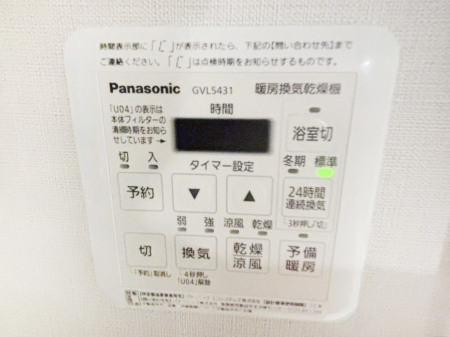 時間表示部に「 」が表示されたら、下記の【問い合わせ先】まで
ご連絡ください。「 」は点検時期をお知らせするものです。
Panasonic GVL5431 暖房換気乾燥機
「U04」の表示は
本体フィルターの
清掃時期をお知ら
せしています→
時間
浴室切
切 入
タイマー設定
冬期 標準
予約 ▼ ▲
24時間
連続換気
弱 強 涼風 乾燥
3秒押し「切」
切 換気
乾燥
涼風
予備
暖房
「予約」取消し
4秒押し
「U04」解除